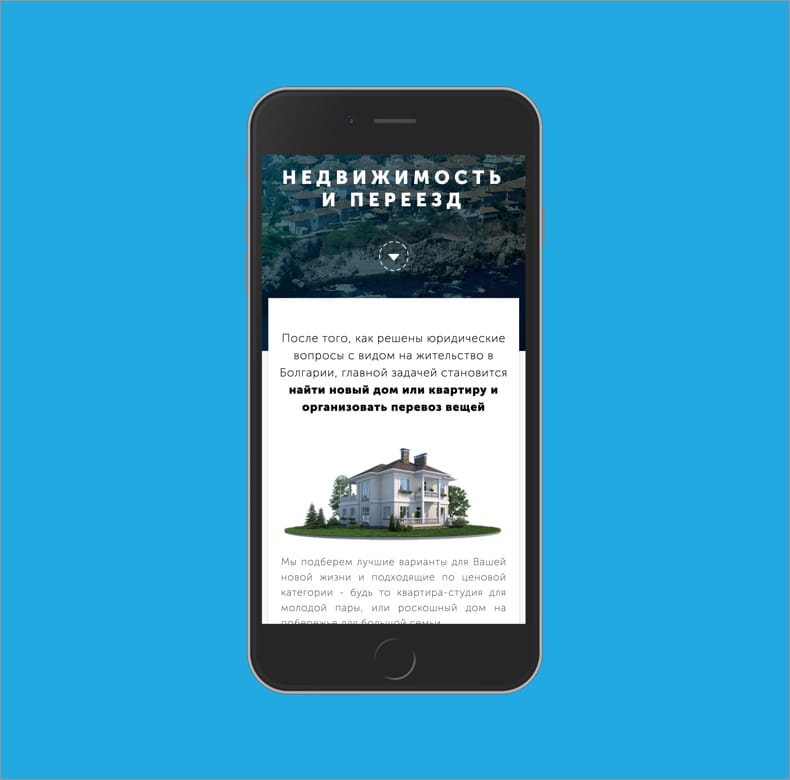 НЕДВИЖИМОСТЬ
И ПЕРЕЕЗД
После того, как решены юридические
вопросы с видом на жительство в
Болгарии, главной задачей становится
найти новый дом или квартиру и
организовать перевоз вещей
Мы подберем лучшие варианты для Вашей
новой жизни и подходящие по ценовой
категории - будь то квартира-студия для
молодой пары, или роскошный дом на
побережье для большой семьи